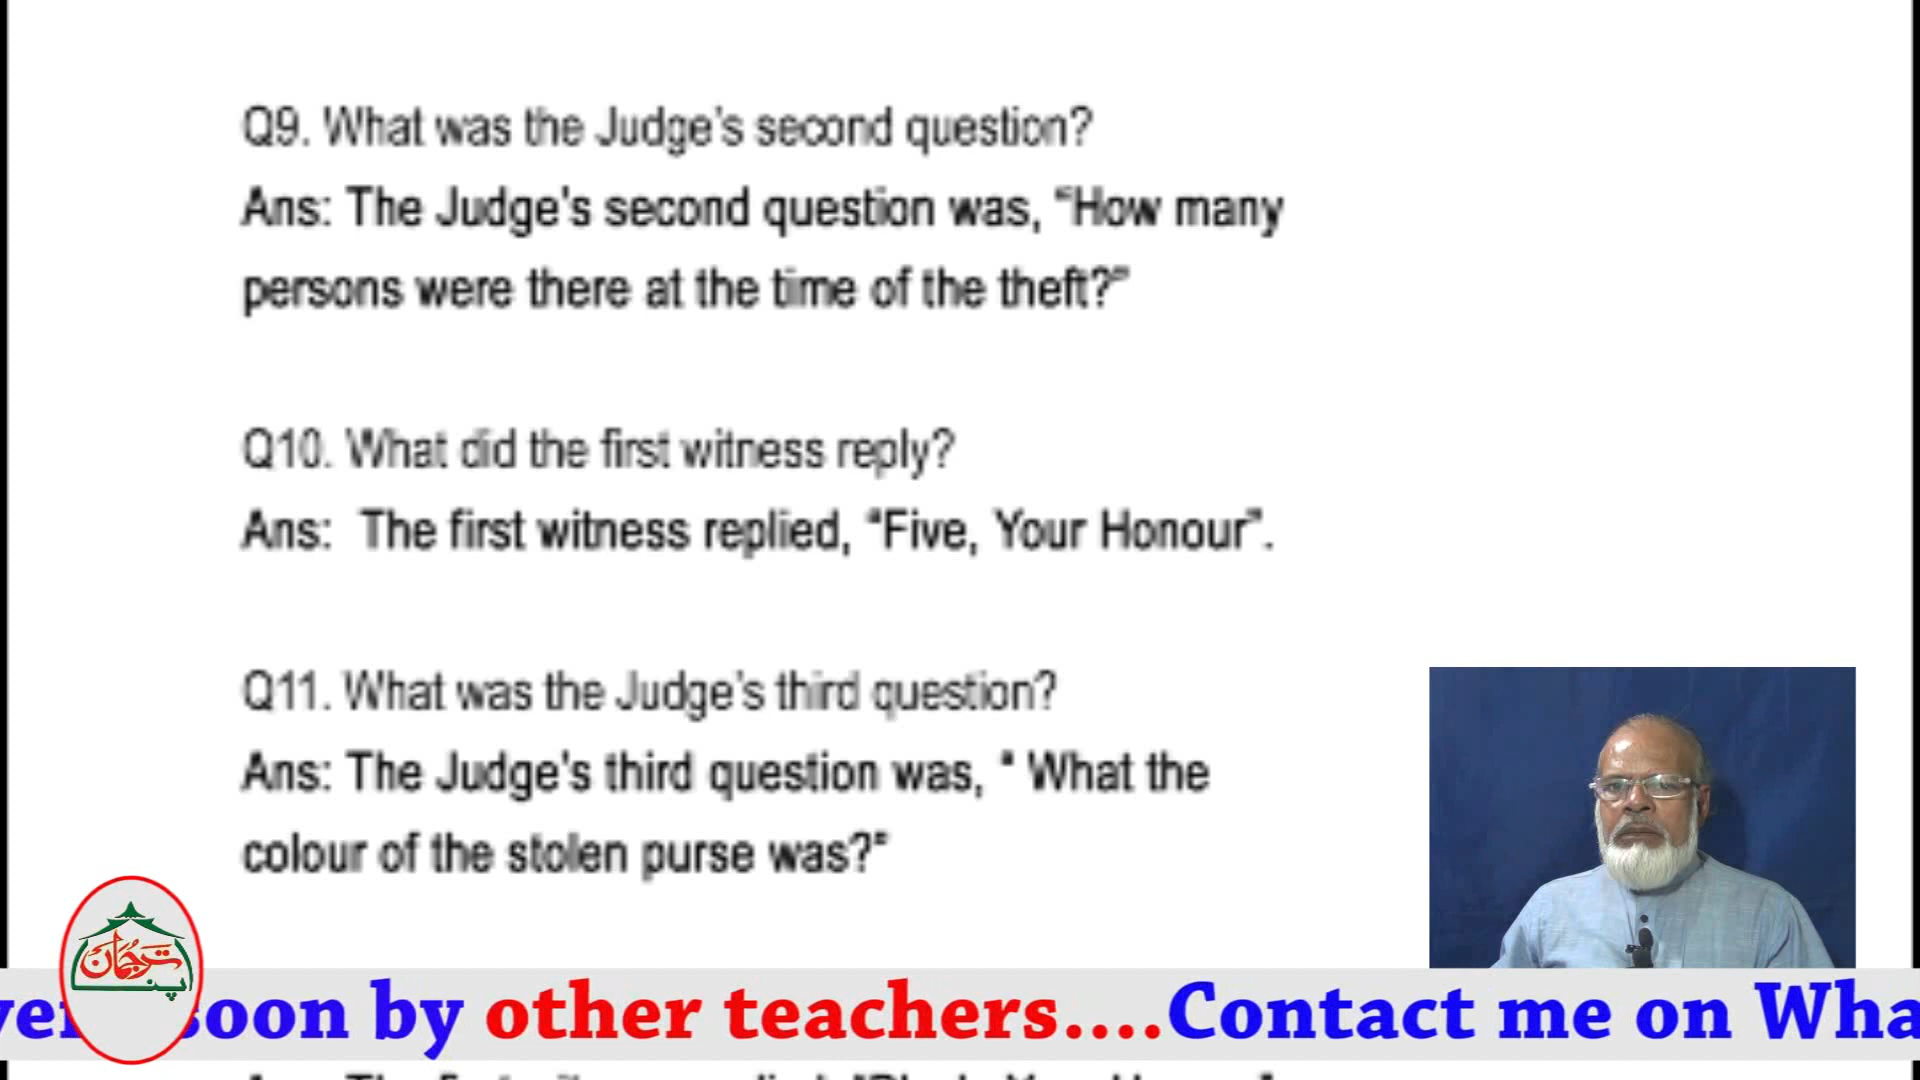 Q9. What was the Judge's second question?
Ans: The Judge's second question was, “How many
persons were there at the time of the theft?”
Q10. What did the first witness reply?
Ans:  The first witness replied, “Five, Your Honour”.
Q11. What was the Judge's third question?
Ans: The Judge's third question was, “ What the
colour of the stolen purse was?”
ترجمان
پٹنہ
soon by other teachers....Contact me on Wha